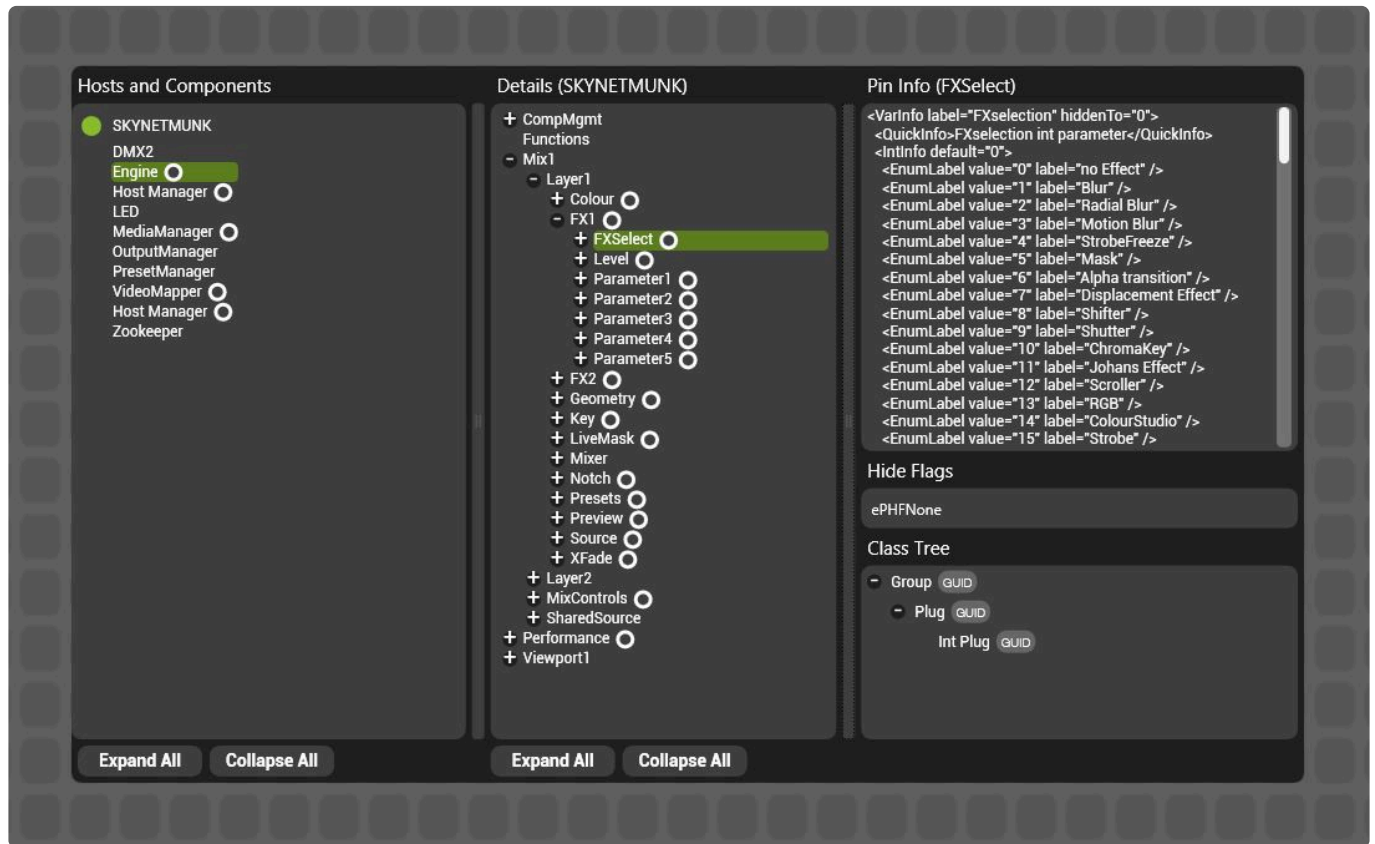 Hosts and Components
SKYNETMUNK
DMX2
Engine
Host Manager
LED
MediaManager
OutputManager
PresetManager
VideoMapper
Host Manager
Zookeeper
Expand All
Collapse All
Details (SKYNETMUNK)
+ CompMgmt
Functions
- Mix1
- Layer1
+ Colour
- FX1
+ FXSelect
+ Level
+ Parameter1
+ Parameter2
+ Parameter3
+ Parameter4
+ Parameter5
+ FX2
+ Geometry
+ Key
+ LiveMask
+ Mixer
+ Notch
+ Presets
+ Preview
+ Source
+ XFade
+ Layer2
+ MixControls
+ SharedSource
+ Performance
+ Viewport1
Expand All
Collapse All
Pin Info (FXSelect)
<VarInfo label="FXselection" hiddenTo="0">
<QuickInfo>FXselection int parameter</QuickInfo>
<IntInfo default="0">
<EnumLabel value="0" label="no Effect" />
<EnumLabel value="1" label="Blur" />
<EnumLabel value="2" label="Radial Blur" />
<EnumLabel value="3" label="Motion Blur" />
<EnumLabel value="4" label="StrobeFreeze" />
<EnumLabel value="5" label="Mask" />
<EnumLabel value="6" label="Alpha transition" />
<EnumLabel value="7" label="Displacement Effect" />
<EnumLabel value="8" label="Shifter" />
<EnumLabel value="9" label="Shutter" />
<EnumLabel value="10" label="ChromaKey" />
<EnumLabel value="11" label="Johans Effect" />
<EnumLabel value="12" label="Scroller" />
<EnumLabel value="13" label="RGB" />
<EnumLabel value="14" label="ColourStudio" />
<EnumLabel value="15" label="Strobe" />
Hide Flags
ePHFNone
Class Tree
- Group GUID
- Plug GUID
Int Plug GUID